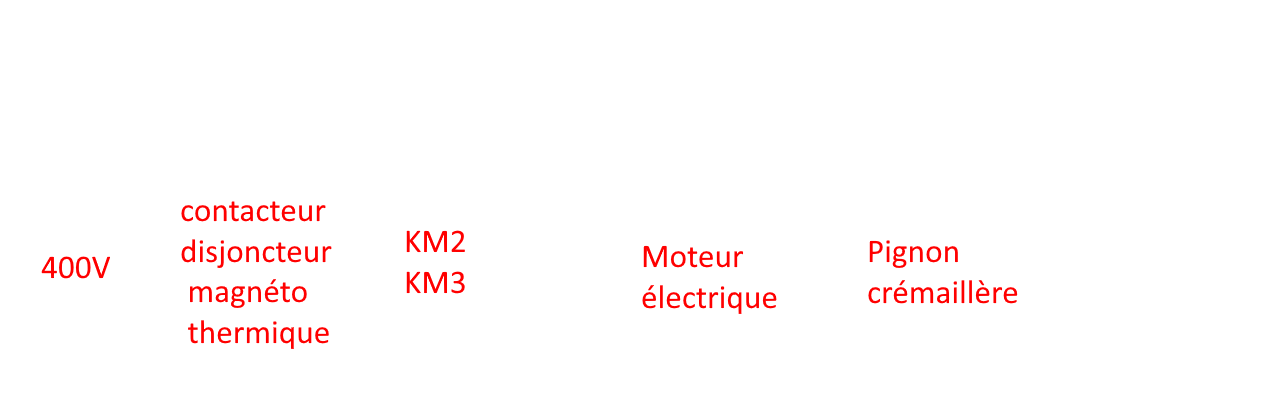 400V
contacteur
disjoncteur
magnéto
thermique
KM2
KM3
Moteur
électrique
Pignon
crémaillère